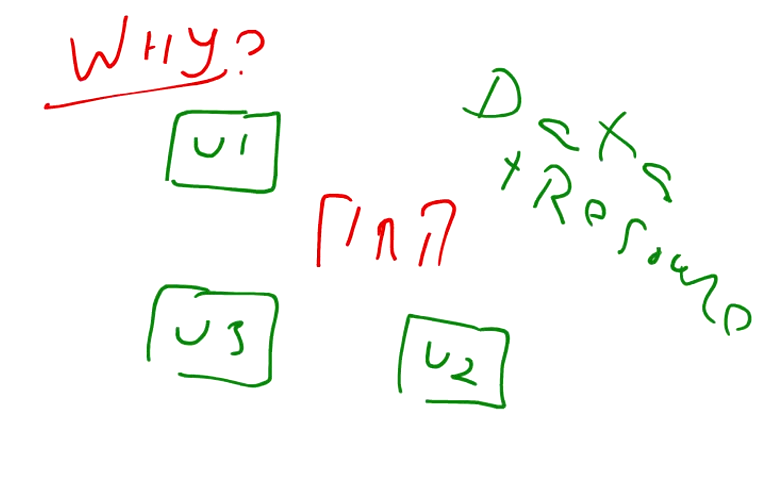 WHY?
U1
Data
+ Resource
U3
U2